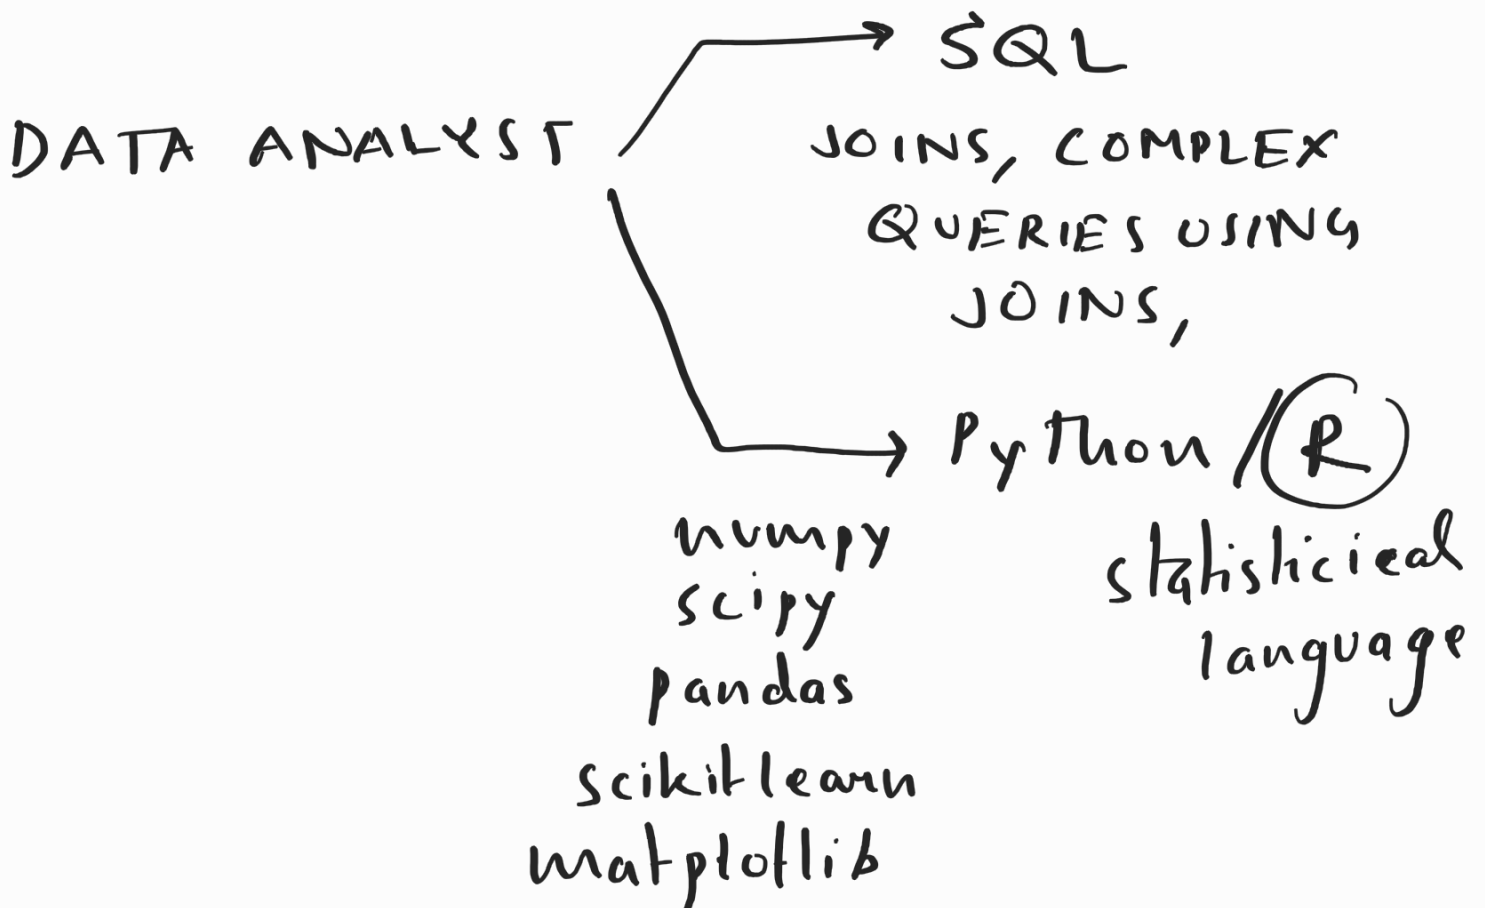 DATA ANALYST
SQL
JOINS, COMPLEX
QUERIES USING
JOINS,
Python / R
numpy
scipy
pandas
scikitlearn
matplotlib
statisticical
language